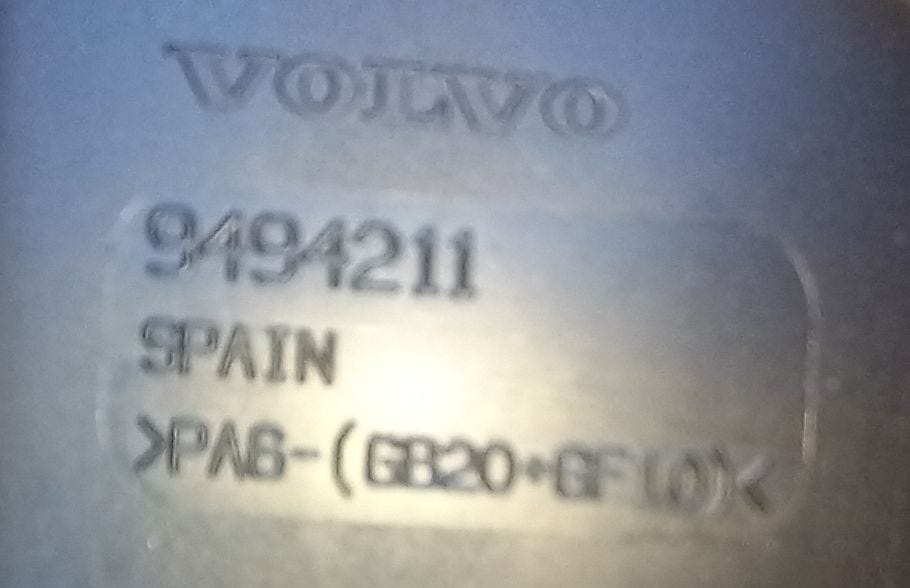 VOLVO
9494211
SPAIN
>PA6-(GB20+GF10)<